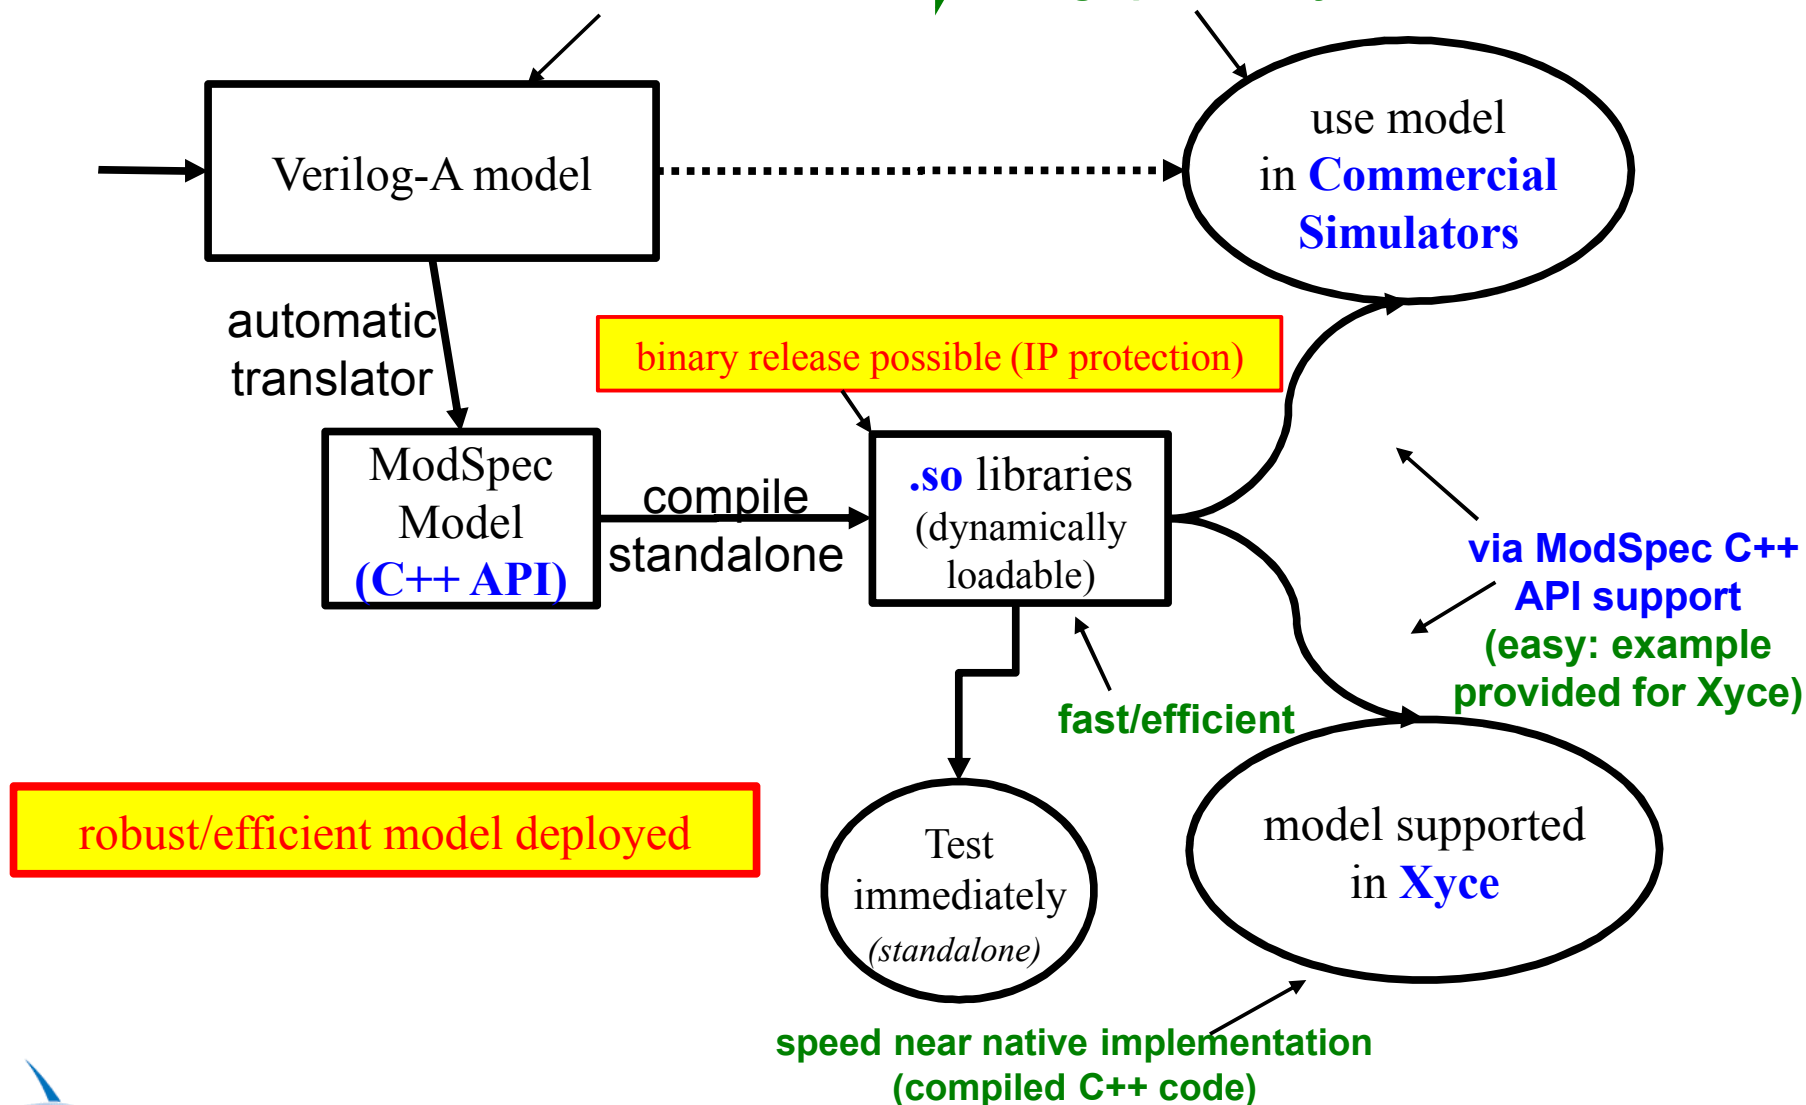 Verilog-A model
use model
in Commercial
Simulators
automatic
translator
binary release possible (IP protection)
ModSpec
Model
(C++ API)
compile
standalone
.so libraries
(dynamically
loadable)
via ModSpec C++
API support
(easy: example
provided for Xyce)
fast/efficient
robust/efficient model deployed
Test
immediately
(standalone)
model supported
in Xyce
speed near native implementation
(compiled C++ code)